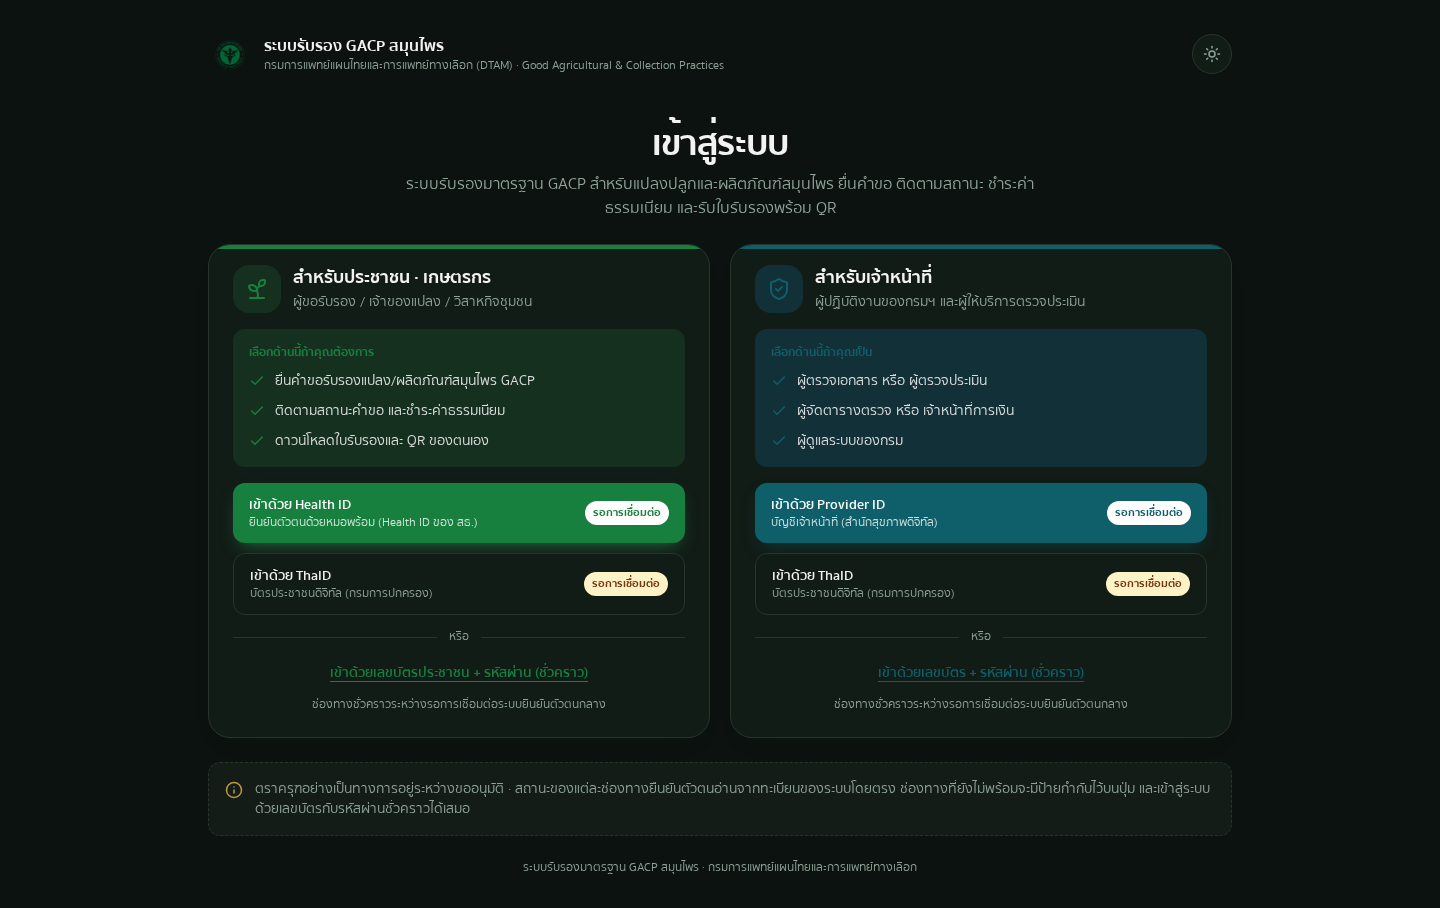 ระบบรับรอง GACP สมุนไพร
กรมการแพทย์แผนไทยและการแพทย์ทางเลือก (DTAM) · Good Agricultural & Collection Practices
เข้าสู่ระบบ
ระบบรับรองมาตรฐาน GACP สำหรับแปลงปลูกและผลิตภัณฑ์สมุนไพร ยื่นคำขอ ติดตามสถานะ ชำระค่า
ธรรมเนียม และรับใบรับรองพร้อม QR
สำหรับประชาชน · เกษตรกร
ผู้ขอรับรอง / เจ้าของแปลง / วิสาหกิจชุมชน
เลือกด้านนี้ถ้าคุณต้องการ
ยื่นคำขอรับรองแปลง/ผลิตภัณฑ์สมุนไพร GACP
ติดตามสถานะคำขอ และชำระค่าธรรมเนียม
ดาวน์โหลดใบรับรองและ QR ของตนเอง
เข้าด้วย Health ID
ยืนยันตัวตนด้วยหมอพร้อม (Health ID ของ สธ.)
รอการเชื่อมต่อ
เข้าด้วย ThaID
บัตรประชาชนดิจิทัล (กรมการปกครอง)
รอการเชื่อมต่อ
หรือ
เข้าด้วยเลขบัตรประชาชน + รหัสผ่าน (ชั่วคราว)
ช่องทางชั่วคราวระหว่างรอการเชื่อมต่อระบบยืนยันตัวตนกลาง
สำหรับเจ้าหน้าที่
ผู้ปฏิบัติงานของกรมฯ และผู้ให้บริการตรวจประเมิน
เลือกด้านนี้ถ้าคุณเป็น
ผู้ตรวจเอกสาร หรือ ผู้ตรวจประเมิน
ผู้จัดตารางตรวจ หรือ เจ้าหน้าที่การเงิน
ผู้ดูแลระบบของกรม
เข้าด้วย Provider ID
บัญชีเจ้าหน้าที่ (สำนักสุขภาพดิจิทัล)
รอการเชื่อมต่อ
เข้าด้วย ThaID
บัตรประชาชนดิจิทัล (กรมการปกครอง)
รอการเชื่อมต่อ
หรือ
เข้าด้วยเลขบัตร + รหัสผ่าน (ชั่วคราว)
ช่องทางชั่วคราวระหว่างรอการเชื่อมต่อระบบยืนยันตัวตนกลาง
ตราครุฑอย่างเป็นทางการอยู่ระหว่างขออนุมัติ · สถานะของแต่ละช่องทางยืนยันตัวตนอ่านจากทะเบียนของระบบโดยตรง ช่องทางที่ยังไม่พร้อมจะมีป้ายกำกับไว้บนปุ่ม และเข้าสู่ระบบ
ด้วยเลขบัตรกับรหัสผ่านชั่วคราวได้เสมอ
ระบบรับรองมาตรฐาน GACP สมุนไพร · กรมการแพทย์แผนไทยและการแพทย์ทางเลือก